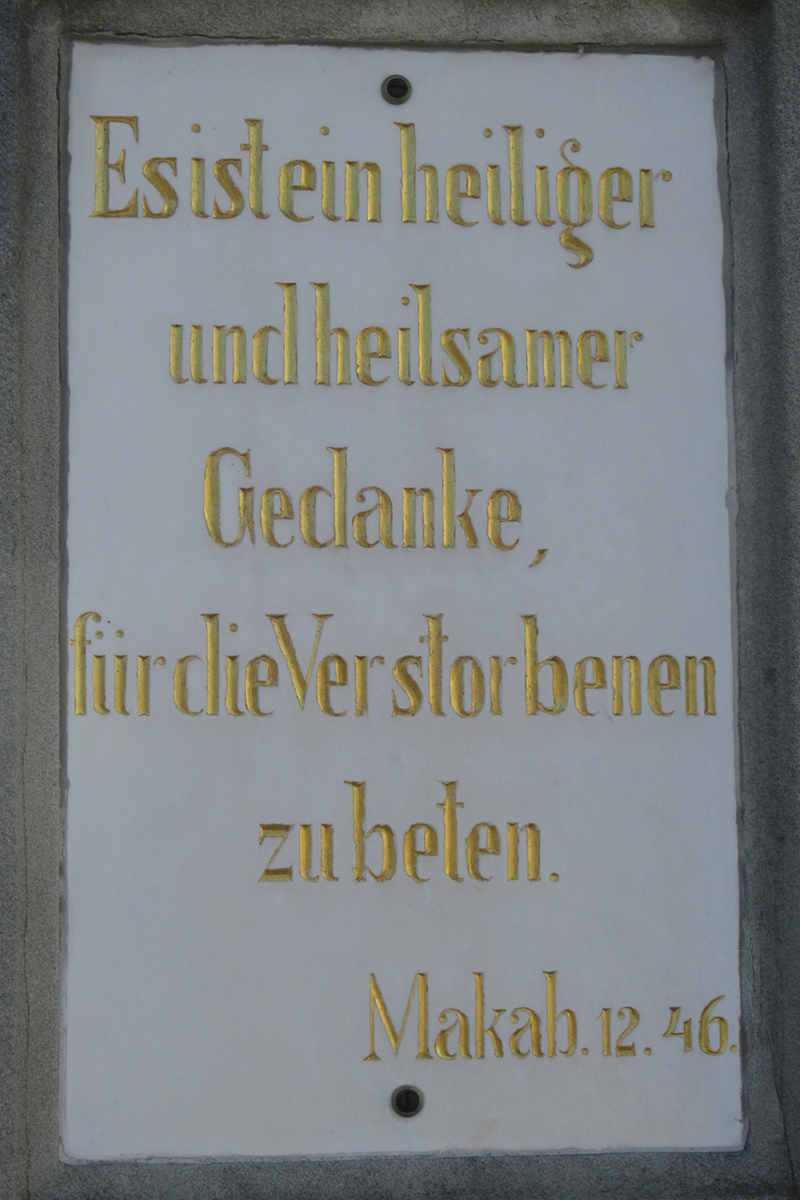 Es ist ein heiliger
und heilsamer
Gedanke,
für die Verstorbenen
zu beten.
Makab. 12. 46.